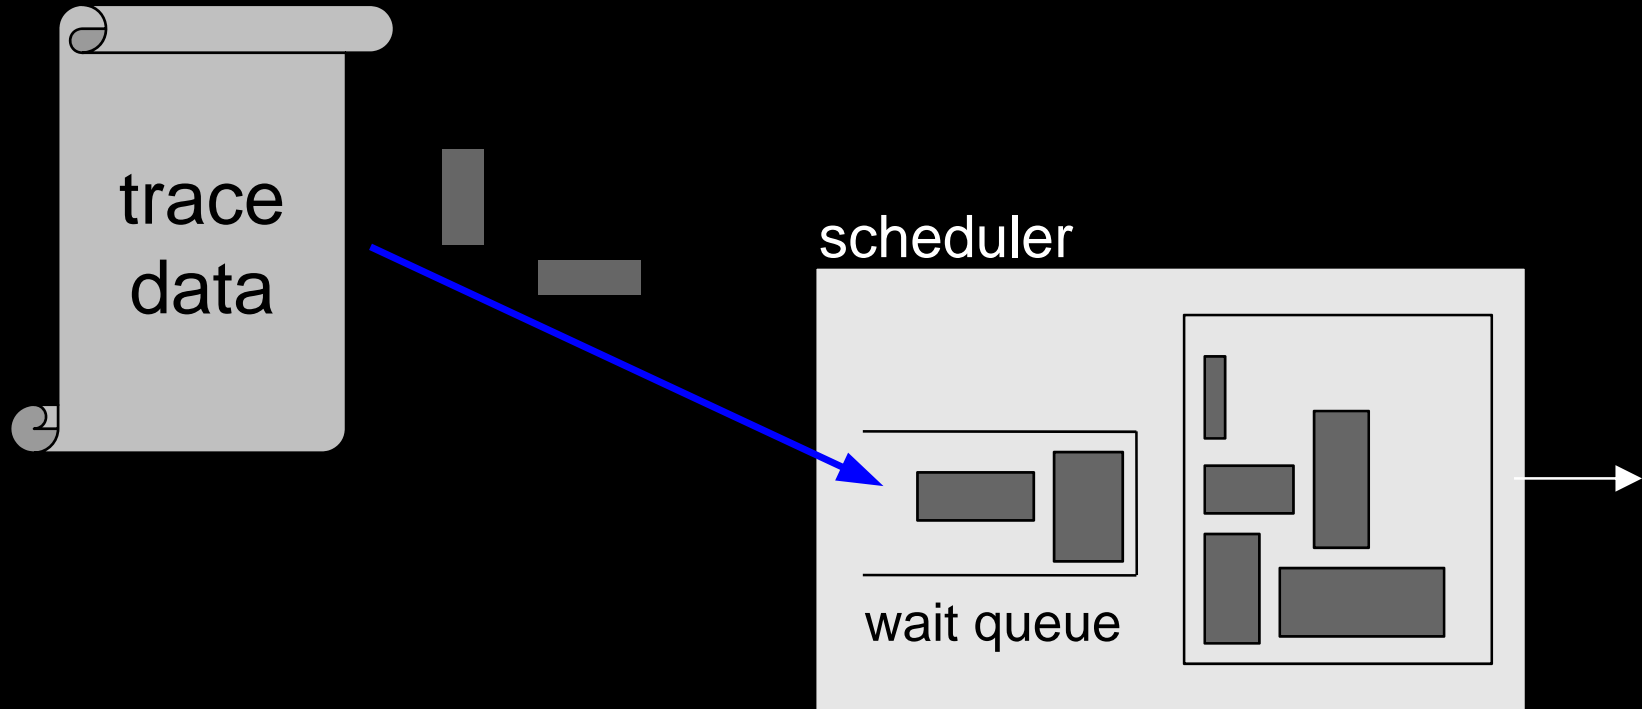 trace
data
scheduler
wait queue